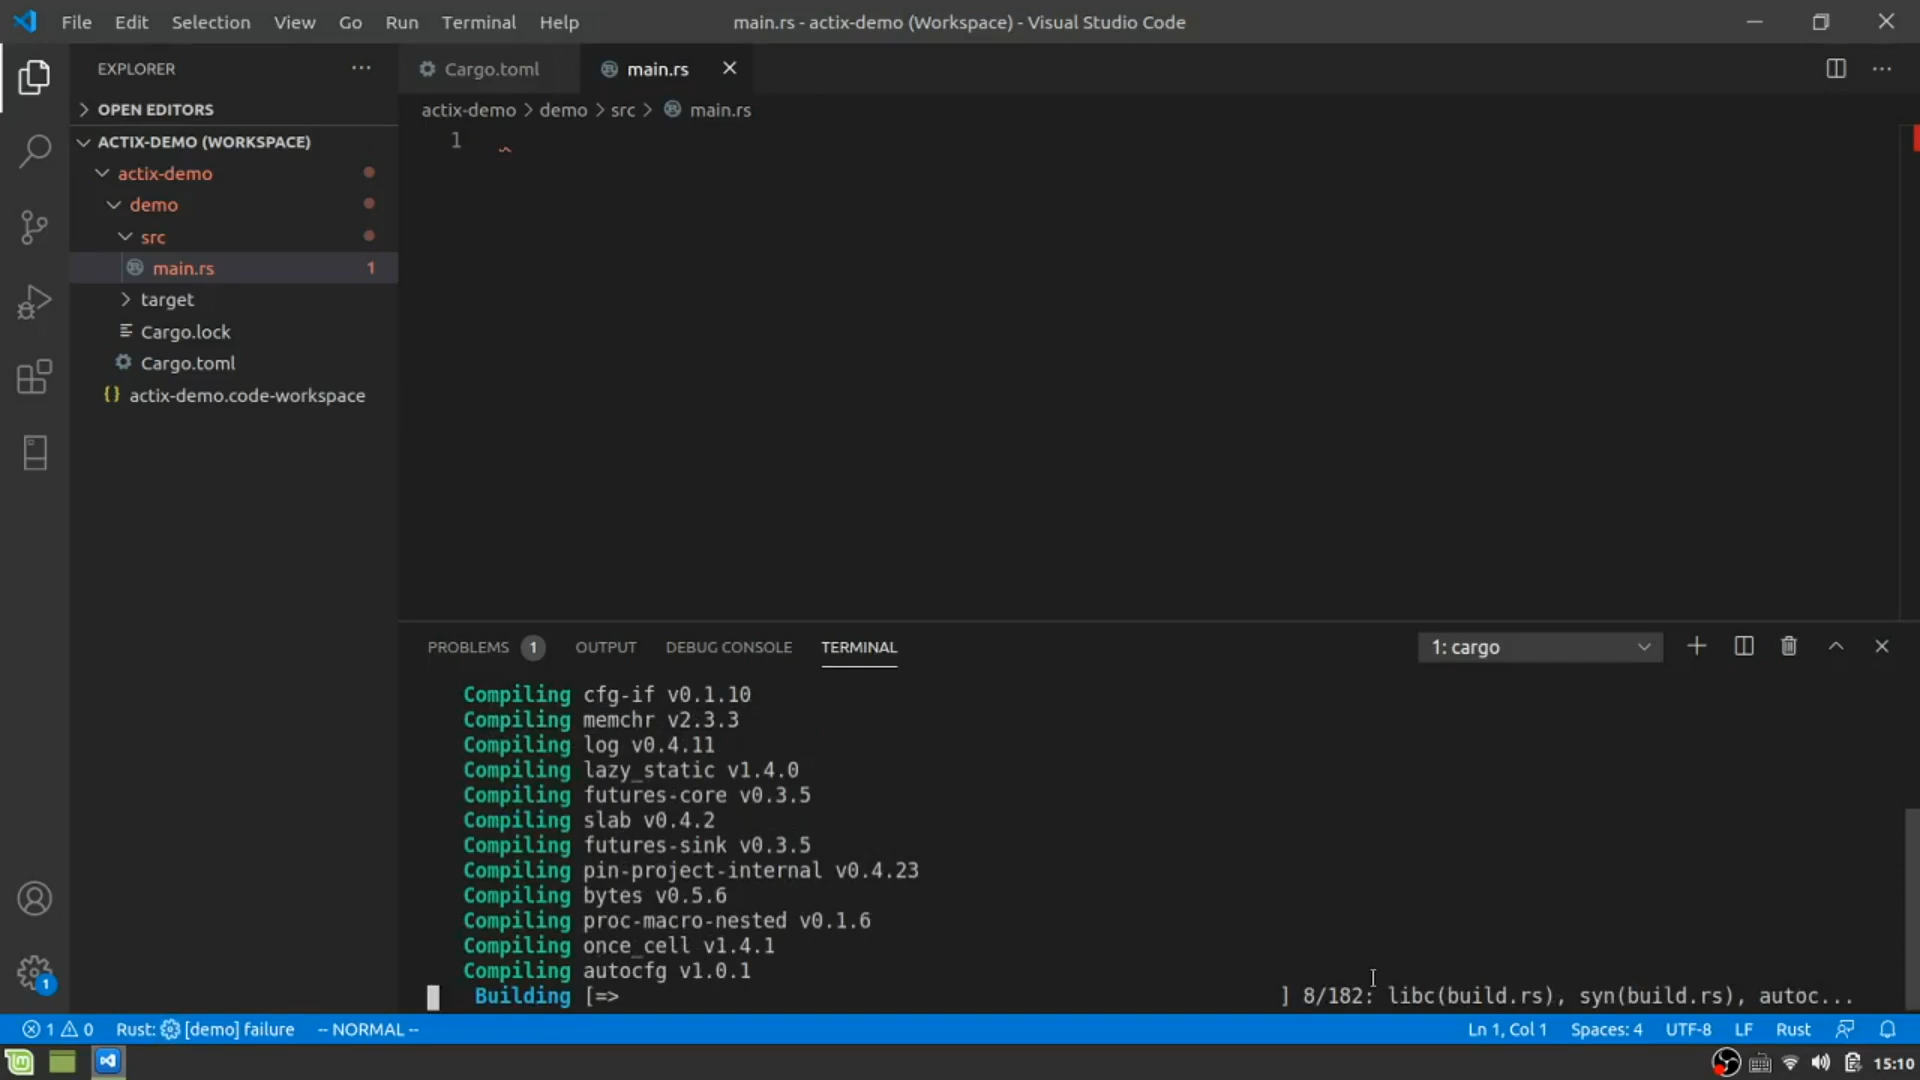 File Edit Selection View Go Run Terminal Help
main.rs - actix-demo (Workspace) - Visual Studio Code
EXPLORER
OPEN EDITORS
ACTIX-DEMO (WORKSPACE)
actix-demo
demo
src
main.rs 1
target
Cargo.lock
Cargo.toml
{} actix-demo.code-workspace
Cargo.toml main.rs
actix-demo > demo > src > main.rs
1
PROBLEMS 1 OUTPUT DEBUG CONSOLE TERMINAL 1: cargo
Compiling cfg-if v0.1.10
Compiling memchr v2.3.3
Compiling log v0.4.11
Compiling lazy_static v1.4.0
Compiling futures-core v0.3.5
Compiling slab v0.4.2
Compiling futures-sink v0.3.5
Compiling pin-project-internal v0.4.23
Compiling bytes v0.5.6
Compiling proc-macro-nested v0.1.6
Compiling once_cell v1.4.1
Compiling autocfg v1.0.1
Building [=> ] 8/182: libc(build.rs), syn(build.rs), autoc...
1
1 0 Rust: [demo] failure -- NORMAL -- Ln 1, Col 1 Spaces: 4 UTF-8 LF Rust
15:10